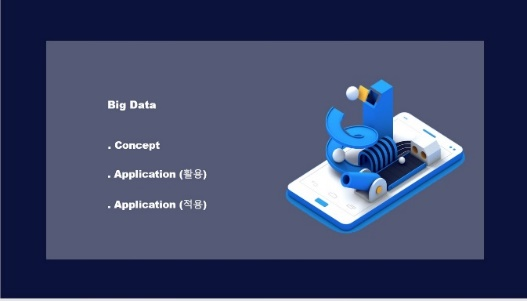 Big Data
. Concept
. Application (활용)
. Application (적용)